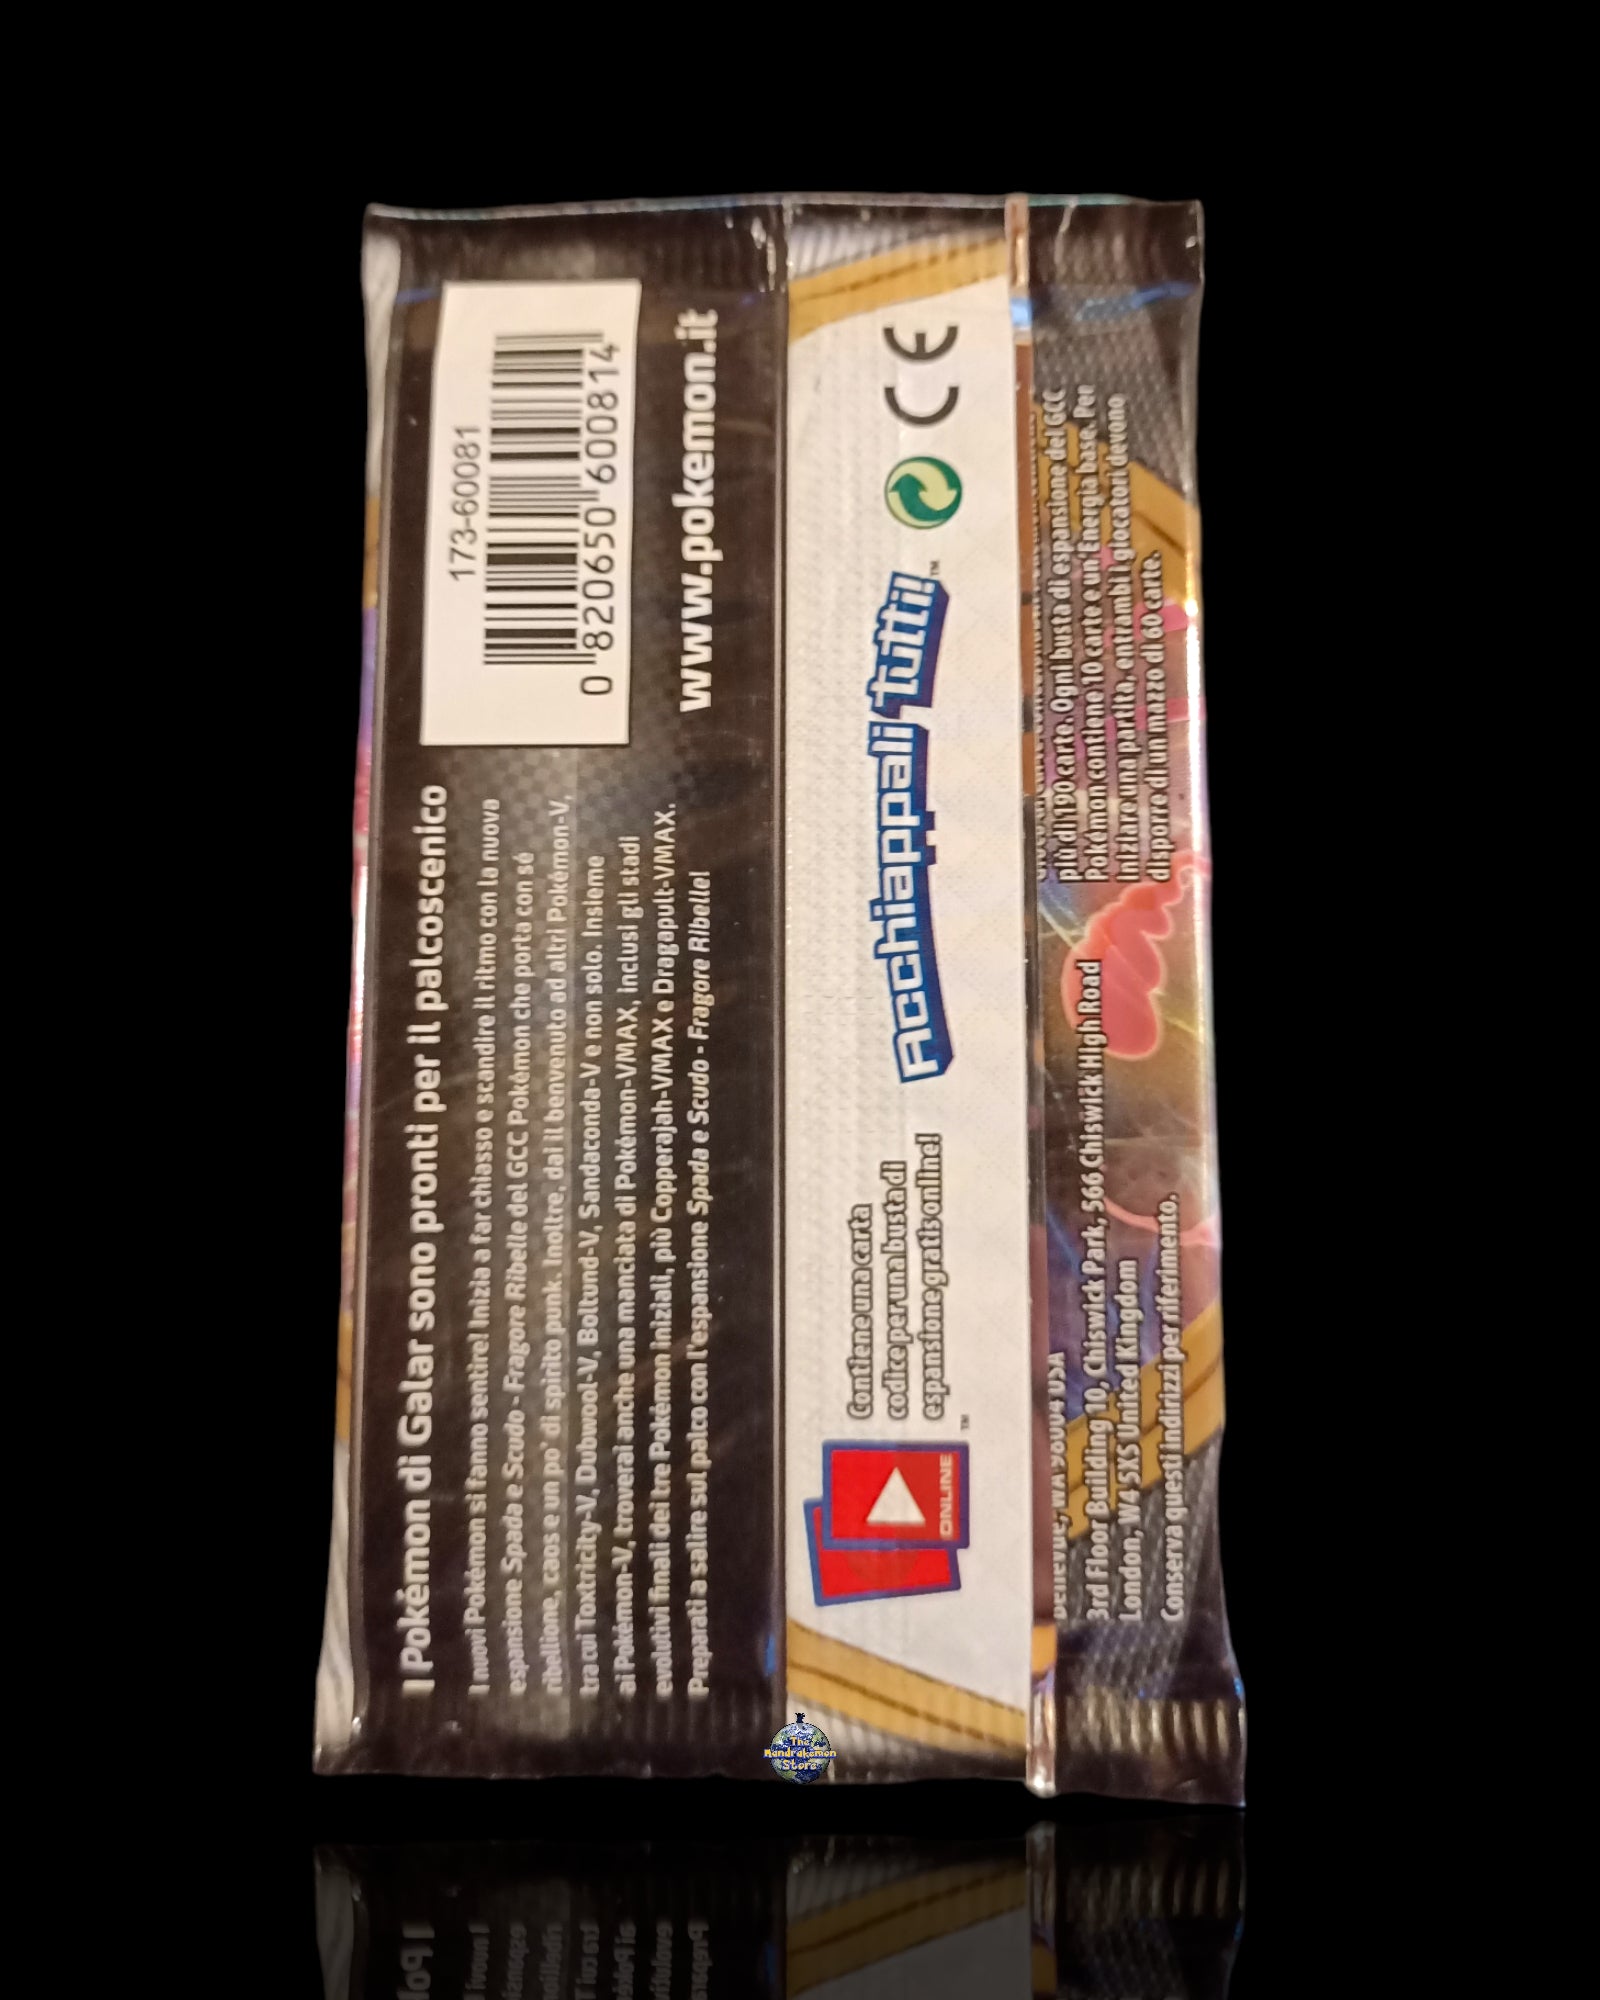 I Pokémon di Galar sono pronti per il palcoscenico
I nuovi Pokémon si fanno sentire! Inizia a far chiasso e scandire il ritmo con la nuova
espansione Spada e Scudo - Fragore Ribelle del GCC Pokémon che porta con sé
ribellione, caos e un po' di spirito punk. Inoltre, dai il benvenuto ad altri Pokémon-V,
tra cui Toxtricity-V, Dubwool-V, Boltund-V, Sandaconda-V e non solo. Insieme
ai Pokémon-V, troverai anche una manciata di Pokémon-VMAX, inclusi gli stadi
evolutivi finali dei tre Pokémon iniziali, più Copperajah-VMAX e Dragapult-VMAX.
Preparati a salire sul palco con l'espansione Spada e Scudo - Fragore Ribelle!
173-60081
0 820650 600814
www.pokemon.it
ONLINE
™
Contiene una carta
codice per una busta di
espansione gratis online!
Acchiappali tutti!™
CE
Bellevue, WA 98004 USA
3rd Floor Building 10, Chiswick Park, 566 Chiswick High Road
London, W4 5XS United Kingdom
Conserva questi indirizzi per riferimento.
più di 190 carte. Ogni busta di espansione del GCC
Pokémon contiene 10 carte e un'Energia base. Per
iniziare una partita, entrambi i giocatori devono
disporre di un mazzo di 60 carte.
The
Mandrakemon
Store